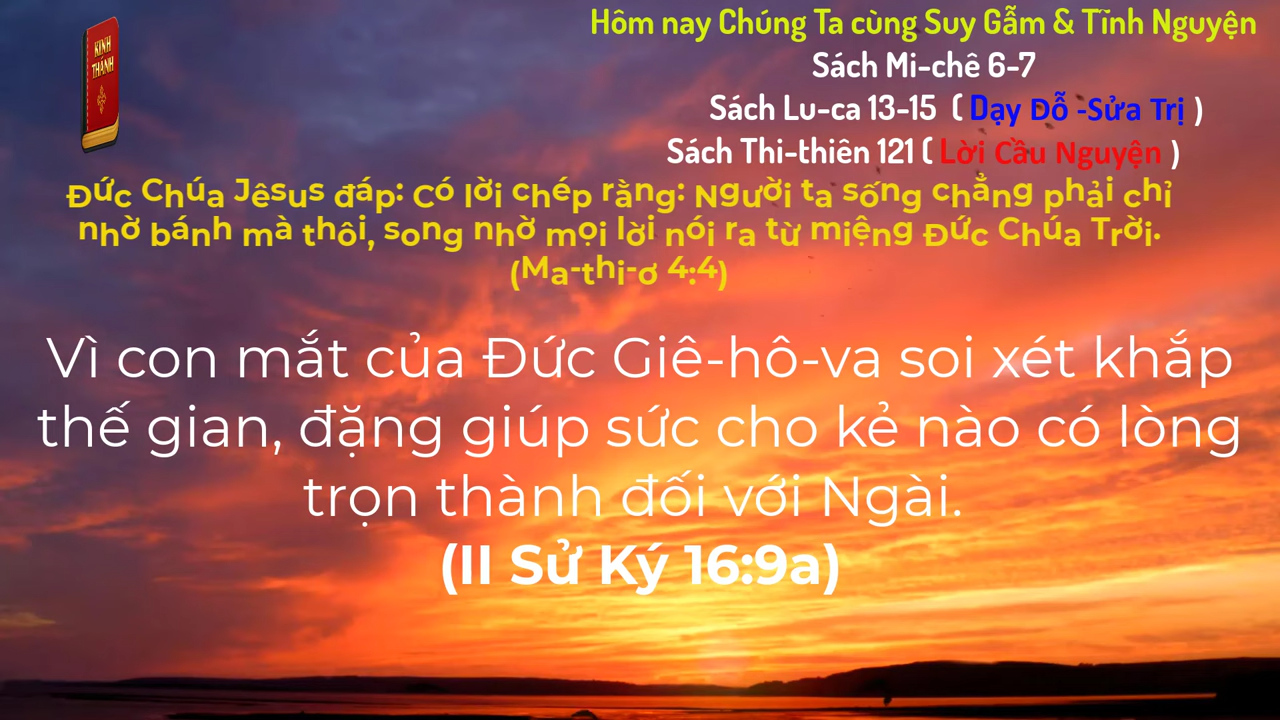 KINH
THÁNH
Hôm nay Chúng Ta cùng Suy Gẫm & Tĩnh Nguyện
Sách Mi-chê 6-7
Sách Lu-ca 13-15 ( Dạy Đỗ -Sửa Trị )
Sách Thi-thiên 121 ( Lời Cầu Nguyện )
Đức Chúa Jêsus đáp: Có lời chép rằng: Người ta sống chẳng phải chỉ
nhờ bánh mà thôi, song nhờ mọi lời nói ra từ miệng Đức Chúa Trời.
(Ma-thi-ơ 4:4)
Vì con mắt của Đức Giê-hô-va soi xét khắp
thế gian, đặng giúp sức cho kẻ nào có lòng
trọn thành đối với Ngài.
(II Sử Ký 16:9a)